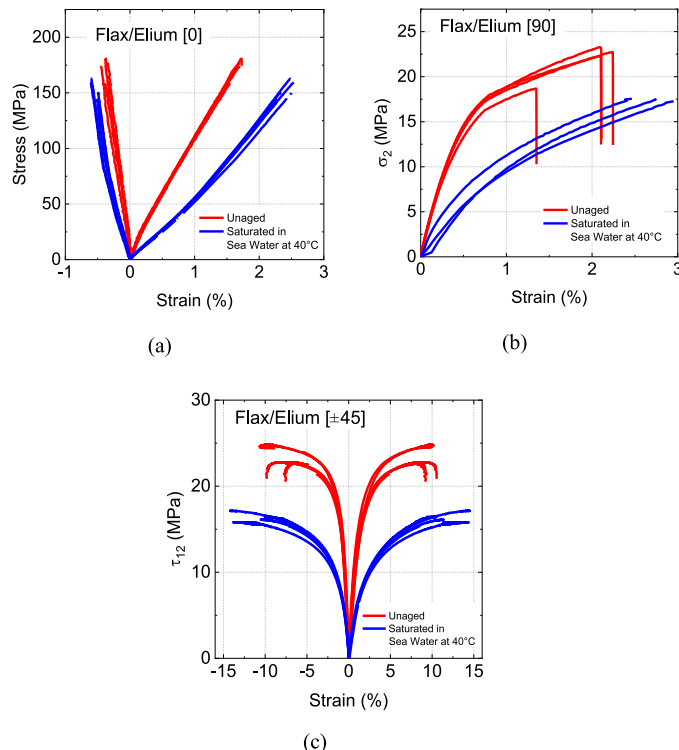 Flax/Elium [0]
200
150
100
50
0
Stress (MPa)
Unaged
Saturated in
Sea Water at 40°C
-1 0 1 2 3
Strain (%)
(a)
Flax/Elium [90]
25
20
15
10
5
0
σ2 (MPa)
Unaged
Saturated in
Sea Water at 40°C
0 1 2 3
Strain (%)
(b)
Flax/Elium [±45]
30
20
10
0
τ12 (MPa)
Unaged
Saturated in
Sea Water at 40°C
-15 -10 -5 0 5 10 15
Strain (%)
(c)